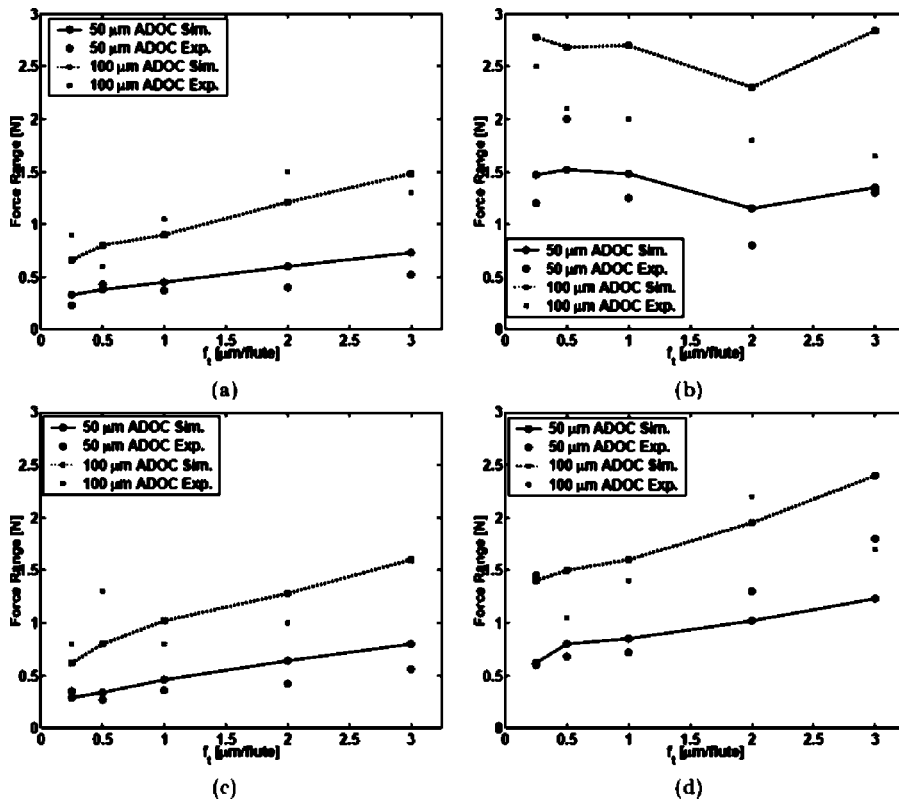 3
2.5
2
1.5
1
0.5
0
Force Range [N]
50 μm ADOC Sim.
50 μm ADOC Exp.
100 μm ADOC Sim.
100 μm ADOC Exp.
0 0.5 1 1.5 2 2.5 3
f_t [μm/flute]
(a)
3
2.5
2
1.5
1
0.5
0
Force Range [N]
50 μm ADOC Sim.
50 μm ADOC Exp.
100 μm ADOC Sim.
100 μm ADOC Exp.
0 0.5 1 1.5 2 2.5 3
f_t [μm/flute]
(b)
3
2.5
2
1.5
1
0.5
0
Force Range [N]
50 μm ADOC Sim.
50 μm ADOC Exp.
100 μm ADOC Sim.
100 μm ADOC Exp.
0 0.5 1 1.5 2 2.5 3
f_t [μm/flute]
(c)
3
2.5
2
1.5
1
0.5
0
Force Range [N]
50 μm ADOC Sim.
50 μm ADOC Exp.
100 μm ADOC Sim.
100 μm ADOC Exp.
0 0.5 1 1.5 2 2.5 3
f_t [μm/flute]
(d)